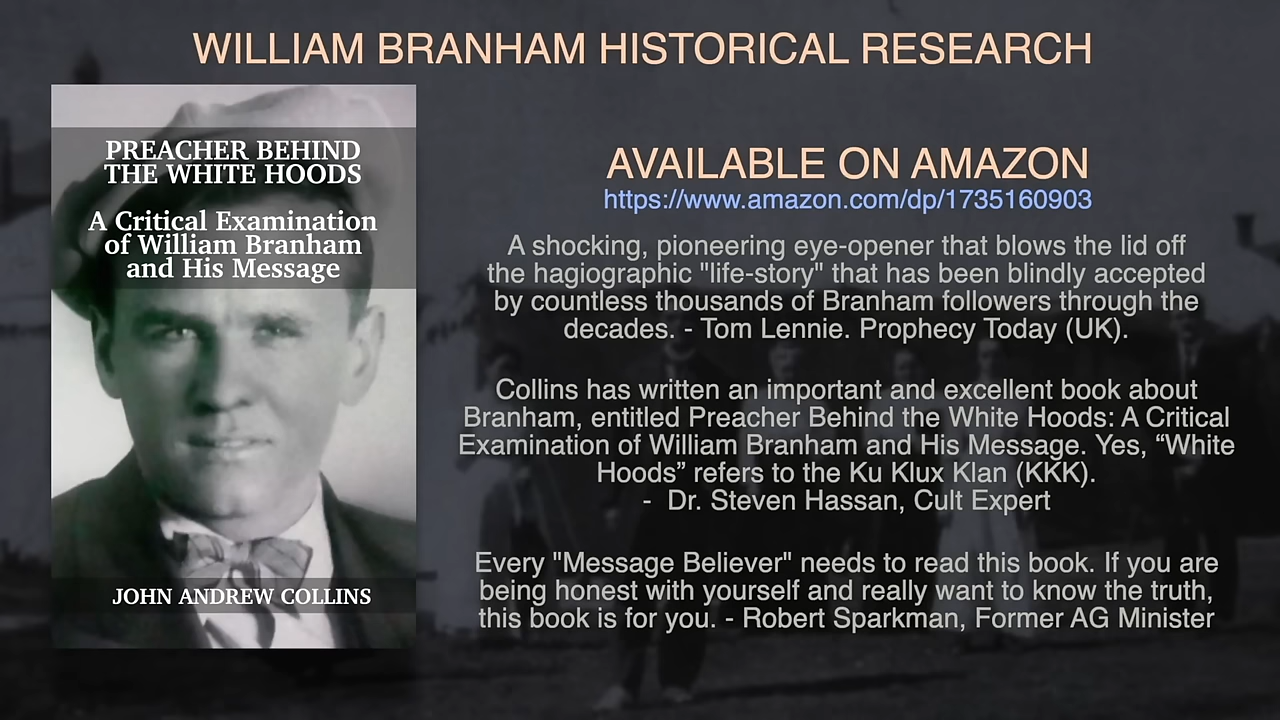 WILLIAM BRANHAM HISTORICAL RESEARCH
PREACHER BEHIND
THE WHITE HOODS
A Critical Examination
of William Branham
and His Message
JOHN ANDREW COLLINS
AVAILABLE ON AMAZON
https://www.amazon.com/dp/1735160903
A shocking, pioneering eye-opener that blows the lid off
the hagiographic "life-story" that has been blindly accepted
by countless thousands of Branham followers through the
decades. - Tom Lennie. Prophecy Today (UK).
Collins has written an important and excellent book about
Branham, entitled Preacher Behind the White Hoods: A Critical
Examination of William Branham and His Message. Yes, “White
Hoods” refers to the Ku Klux Klan (KKK).
- Dr. Steven Hassan, Cult Expert
Every "Message Believer" needs to read this book. If you are
being honest with yourself and really want to know the truth,
this book is for you. - Robert Sparkman, Former AG Minister